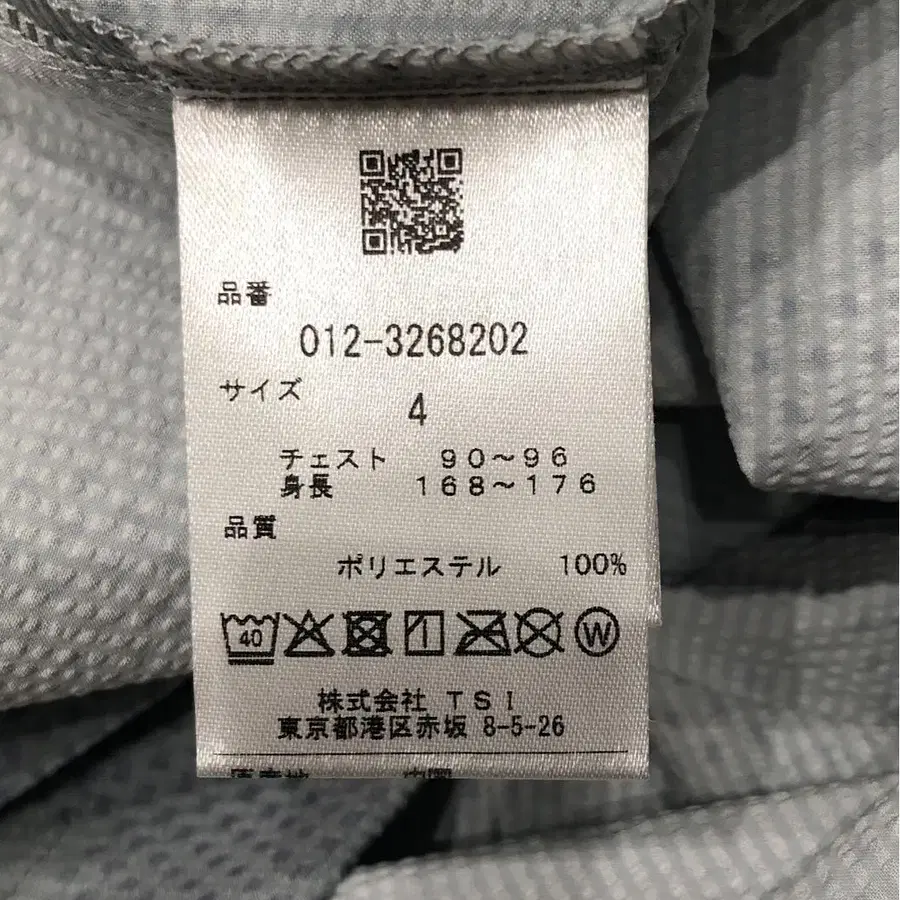 品番
012-3268202
サイズ
4
チェスト 90～96
身長 168～176
品質
ポリエステル 100%
40
W
株式会社 TSI
東京都港区赤坂 8-5-26